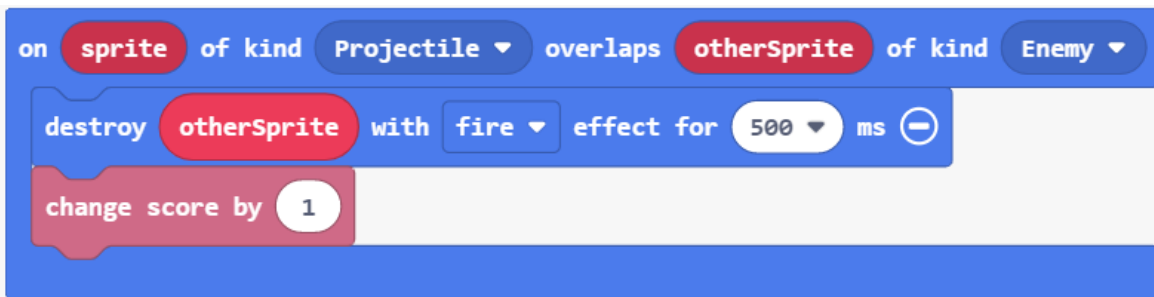 on sprite of kind Projectile overlaps otherSprite of kind Enemy
destroy otherSprite with fire effect for 500 ms
change score by 1